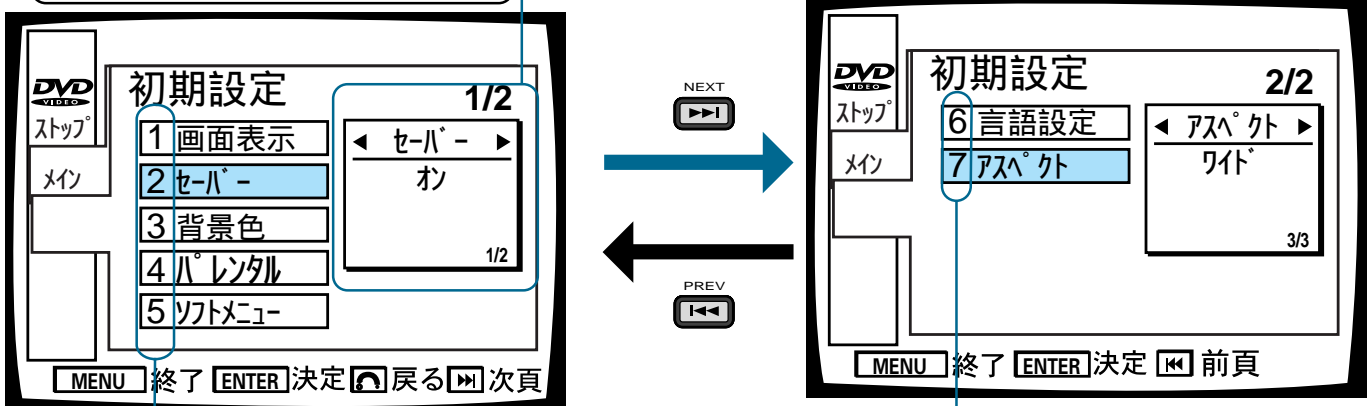 DVD
VIDEO
ストップ
メイン
初期設定
1/2
1 画面表示
2 セーバー
3 背景色
4 パレンタル
5 ソフトメニュー
セーバー
オン
1/2
MENU 終了 ENTER 決定 戻る 次頁
NEXT
PREV
DVD
VIDEO
ストップ
メイン
初期設定
2/2
6 言語設定
7 アスペクト
アスペクト
ワイド
3/3
MENU 終了 ENTER 決定 前頁